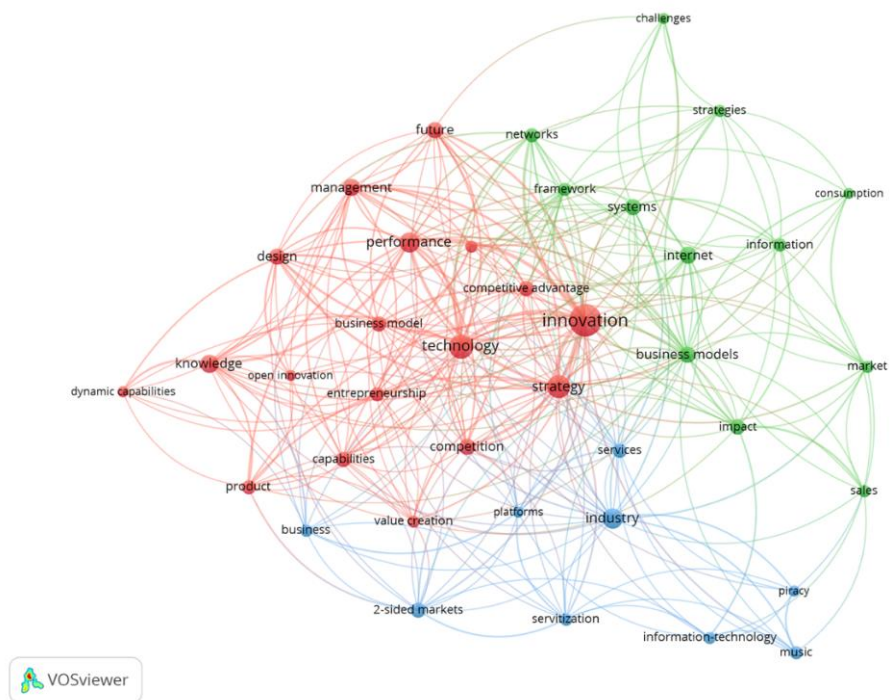 challenges
strategies
future
networks
management
framework
consumption
systems
performance
information
design
internet
competitive advantage
innovation
business model
technology
business models
knowledge
market
open innovation
strategy
dynamic capabilities
entrepreneurship
impact
competition
services
capabilities
product
sales
platforms
industry
value creation
business
piracy
2-sided markets
servitization
information-technology
music
VOSviewer